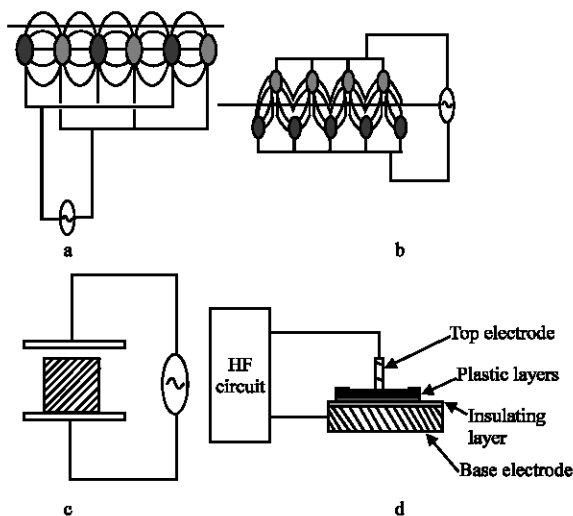 a
b
c
HF
circuit
Top electrode
Plastic layers
Insulating
layer
Base electrode
d